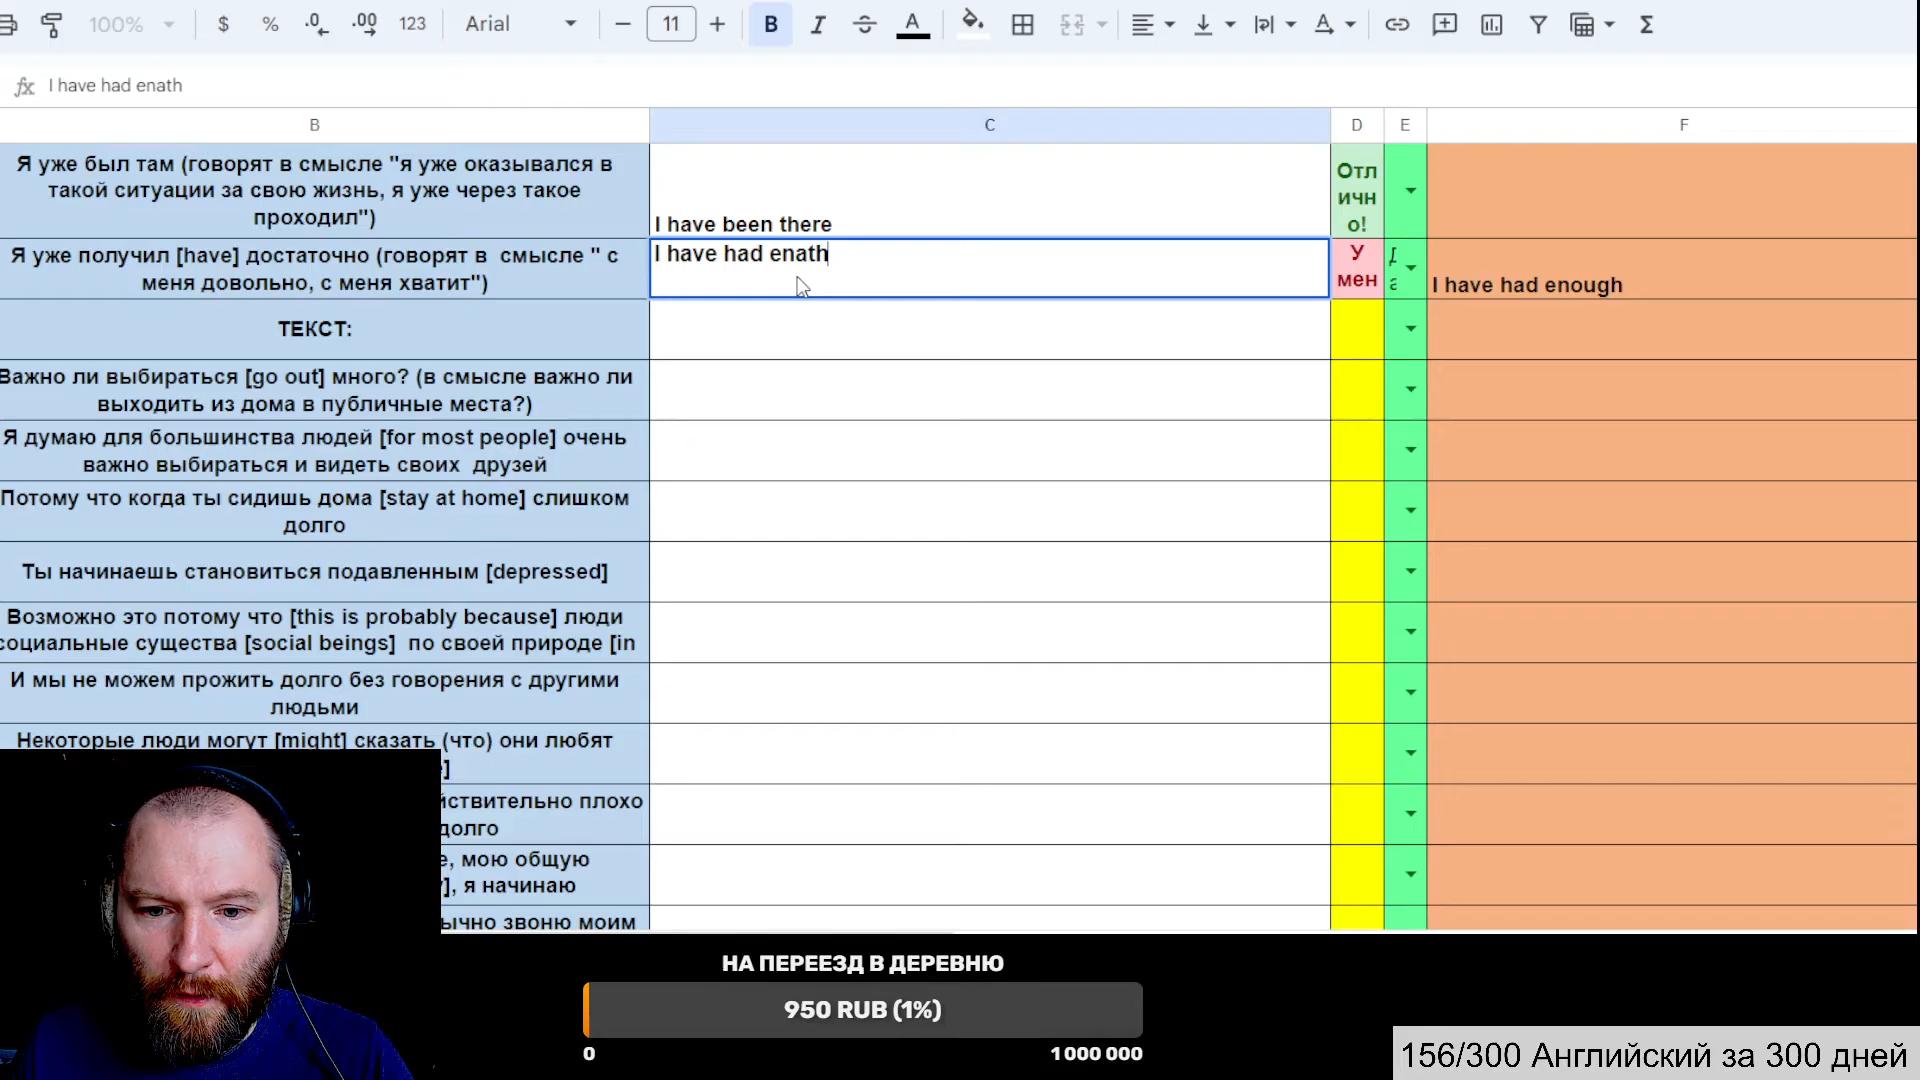 100%
$ % .0 .00 123 Arial 11 B I A Σ
fx I have had enath
B C D E F
Я уже был там (говорят в смысле "я уже оказывался в
такой ситуации за свою жизнь, я уже через такое
проходил")
I have been there
Отл
ичн
о!
Я уже получил [have] достаточно (говорят в смысле " с
меня довольно, с меня хватит")
I have had enath
У
мен
I have had enough
ТЕКСТ:
Важно ли выбираться [go out] много? (в смысле важно ли
выходить из дома в публичные места?)
Я думаю для большинства людей [for most people] очень
важно выбираться и видеть своих друзей
Потому что когда ты сидишь дома [stay at home] слишком
долго
Ты начинаешь становиться подавленным [depressed]
Возможно это потому что [this is probably because] люди
социальные существа [social beings] по своей природе [in
И мы не можем прожить долго без говорения с другими
людьми
Некоторые люди могут [might] сказать (что) они любят
]
йствительно плохо
долго
е, мою общую
], я начинаю
ычно звоню моим
НА ПЕРЕЕЗД В ДЕРЕВНЮ
950 RUB (1%)
0 1 000 000
156/300 Английский за 300 дней